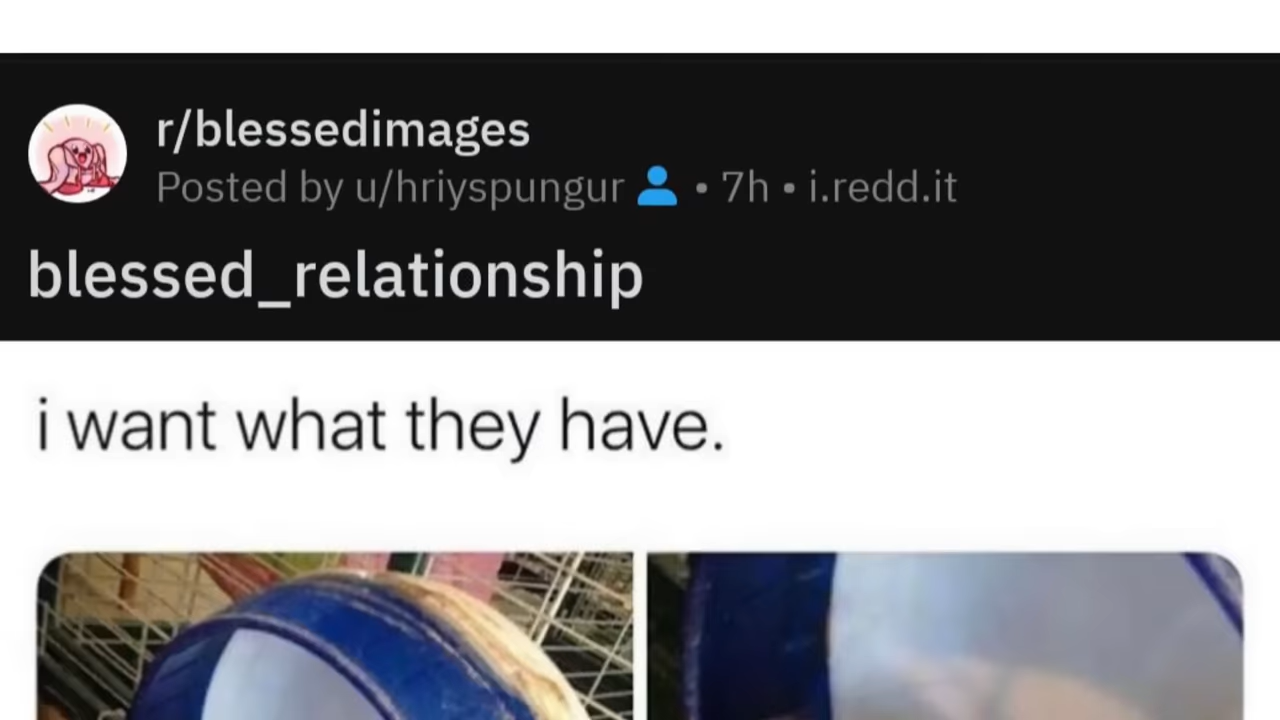 r/blessedimages
Posted by u/hriyspungur • 7h • i.redd.it
blessed_relationship
i want what they have.